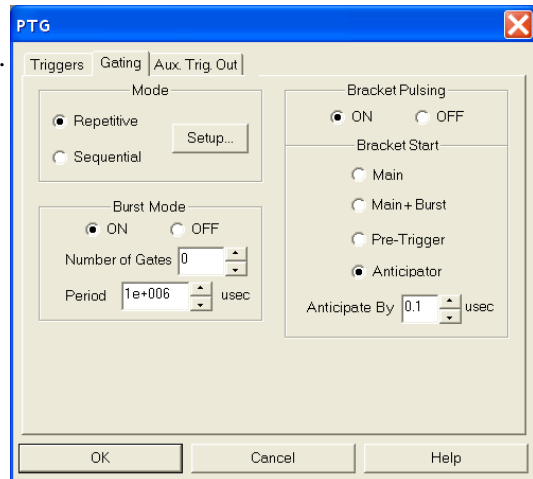 PTG
Triggers Gating Aux. Trig. Out
Mode
Repetitive
Setup...
Sequential
Burst Mode
ON OFF
Number of Gates 0
Period 1e+006 usec
Bracket Pulsing
ON OFF
Bracket Start
Main
Main + Burst
Pre-Trigger
Anticipator
Anticipate By 0.1 usec
OK Cancel Help